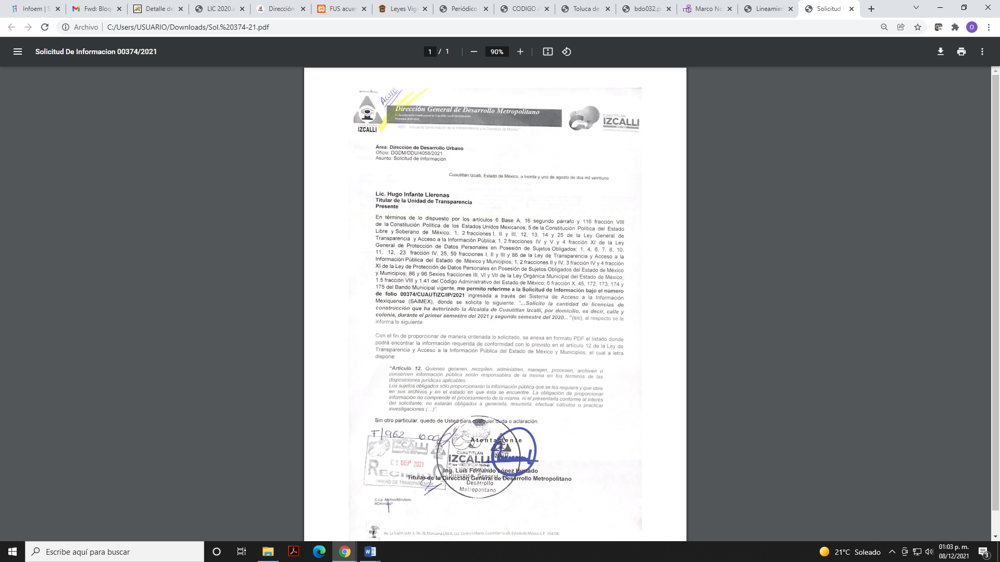 Infoem | S
Fwd: Bloq
Detalle de
LIC 2020.x
Dirección
FUS acuer
Leyes Vig
Periódico
CODIGO A
Toluca de
bdo032.p
Marco No
Lineamien
Solicitud D
Archivo
C:/Users/USUARIO/Downloads/Sol.%20374-21.pdf
O
Solicitud De Informacion 00374/2021
1 / 1
90%
ACUSE
Dirección General de Desarrollo Metropolitano
H. Ayuntamiento Constitucional de Cuautitlán Izcalli Administración
Municipal 2019-2021
2021. "Año de la Consumación de la Independencia y la Grandeza de México."
CUAUTITLÁN
IZCALLI
CUAUTITLÁN
IZCALLI
Área: Dirección de Desarrollo Urbano
Oficio: DGDM/DDU/4058/2021
Asunto: Solicitud de Información
Cuautitlán Izcalli, Estado de México, a treinta y uno de agosto de dos mil veintiuno
Lic. Hugo Infante Llerenas
Titular de la Unidad de Transparencia
Presente
En términos de lo dispuesto por los artículos 6 Base A, 16 segundo párrafo y 116 fracción VIII
de la Constitución Política de los Estados Unidos Mexicanos; 5 de la Constitución Política del Estado
Libre y Soberano de México; 1, 2 fracciones I, II y III, 12, 13, 14 y 25 de la Ley General de
Transparencia y Acceso a la Información Pública; 1, 2 fracciones IV y V y 4 fracción XI de la Ley
General de Protección de Datos Personales en Posesión de Sujetos Obligados; 1, 4, 6, 7, 8, 10,
11, 12, 23 fracción IV, 25, 59 fracciones I, II y III y 86 de la Ley de Transparencia y Acceso a la
Información Pública del Estado de México y Municipios; 1, 2 fracciones II y IV, 3 fracción IV y 4 fracción
XI de la Ley de Protección de Datos Personales en Posesión de Sujetos Obligados del Estado de México
y Municipios; 86 y 96 Sexies fracciones III, VI y VII de la Ley Orgánica Municipal del Estado de México;
1.5 fracción VIII y 1.41 del Código Administrativo del Estado de México; 6 fracción X, 45, 172, 173, 174 y
175 del Bando Municipal vigente, me permito referirme a la Solicitud de Información bajo el número
de folio 00374/CUAUTIZC/IP/2021 ingresada a través del Sistema de Acceso a la Información
Mexiquense (SAIMEX), donde se solicita lo siguiente: "...Solicito la cantidad de licencias de
construcción que ha autorizado la Alcaldía de Cuautitlan Izcalli, por domicilio, es decir, calle y
colonia, durante el primer semestre del 2021 y segundo semestre del 2020... "(sic); al respecto se le
informa lo siguiente:
Con el fin de proporcionar de manera ordenada lo solicitado, se anexa en formato PDF el listado donde
podrá encontrar la información requerida de conformidad con lo previsto en el artículo 12 de la Ley de
Transparencia y Acceso a la Información Pública del Estado de México y Municipios, el cual a letra
dispone:
"Artículo 12. Quienes generen, recopilen, administren, manejen, procesen, archiven o
conserven información pública serán responsables de la misma en los términos de las
disposiciones jurídicas aplicables.
Los sujetos obligados sólo proporcionarán la información pública que se les requiera y que obre
en sus archivos y en el estado en que ésta se encuentre. La obligación de proporcionar
información no comprende el procesamiento de la misma, ni el presentarla conforme al interés
del solicitante; no estarán obligados a generarla, resumirla, efectuar cálculos o practicar
investigaciones (...)".
Sin otro particular, quedo de Usted para cualquier duda o aclaración.
F/962 10:00
Atentamente
CUAUTITLÁN
IZCALLI
01 SEP 2021
RECIBIDO
UNIDAD DE TRANSPARENCIA
CUAUTITLÁN
IZCALLI
Ing. Luis Fernando López Hurtado
Titular de la Dirección General de Desarrollo Metropolitano
Dirección General de
Desarrollo
Metropolitano
C.c.p. Archivo/Minutario.
Av. La Super, Lote 3, 7A-7B, Manzana C44-A, Col. Centro Urbano, Cuautitlán Izcalli, Estado de México C.P. 054700
Escribe aquí para buscar
21°C Soleado
01:03 p. m.
08/12/2021
3